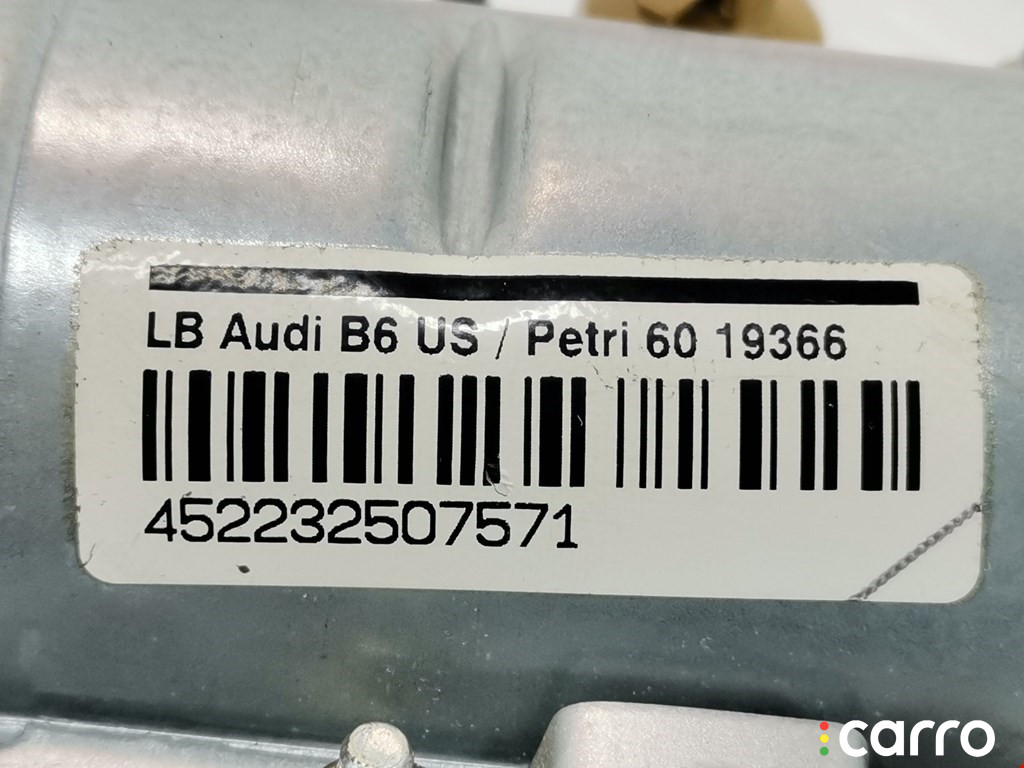 LB Audi B6 US / Petri 60 19366
452232507571
carro